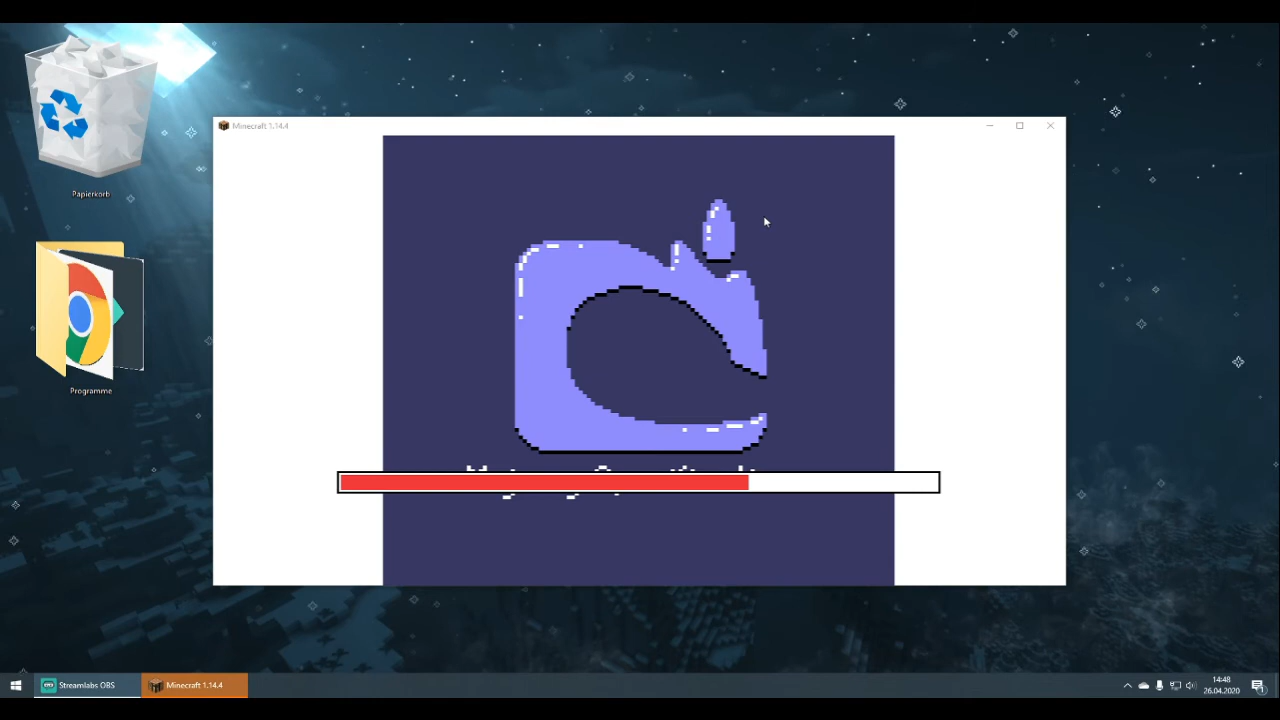 Papierkorb
Minecraft 1.14.4
Programme
Streamlabs OBS
Minecraft 1.14.4
14:48
26.04.2020